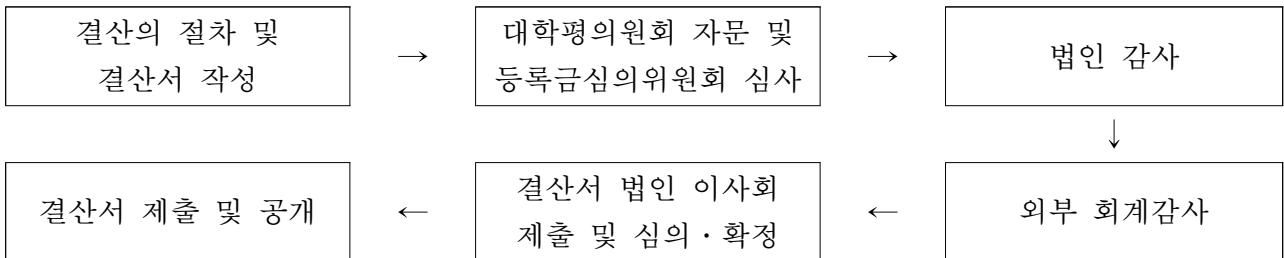 결산의 절차 및
결산서 작성
→
대학평의원회 자문 및
등록금심의위원회 심사
→
법인 감사
↓
외부 회계감사
←
결산서 법인 이사회
제출 및 심의·확정
←
결산서 제출 및 공개